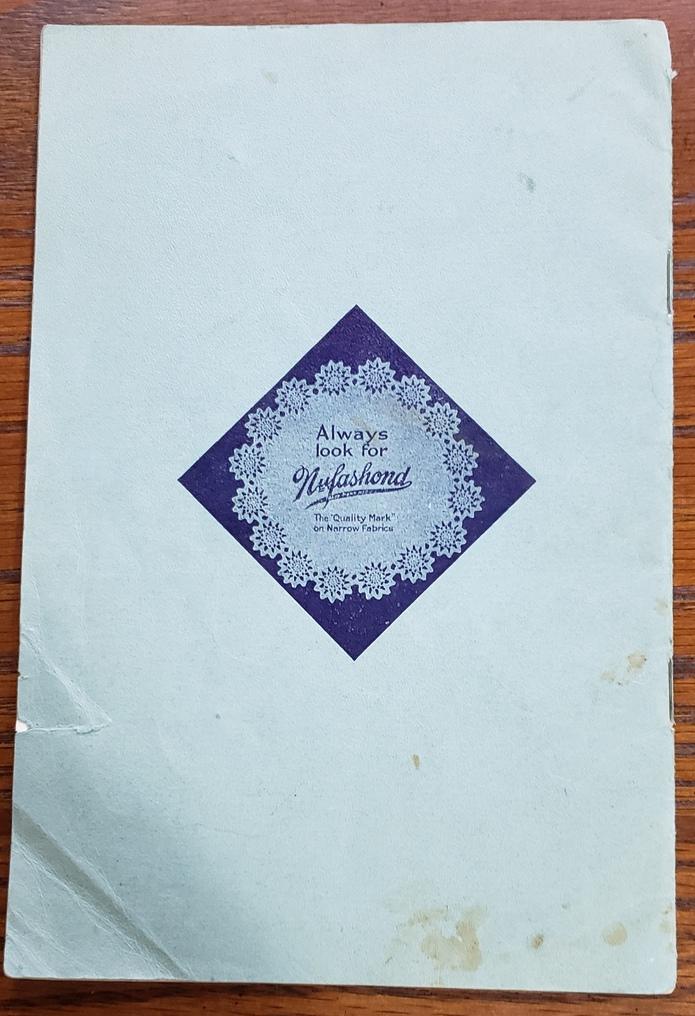 Always
look for
Nufashond
The "Quality Mark"
on Narrow Fabrics